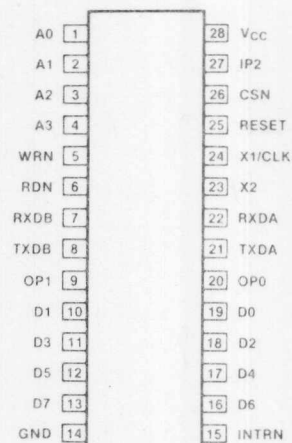 A0 1 28 VCC
A1 2 27 IP2
A2 3 26 CSN
A3 4 25 RESET
WRN 5 24 X1/CLK
RDN 6 23 X2
RXDB 7 22 RXDA
TXDB 8 21 TXDA
OP1 9 20 OP0
D1 10 19 D0
D3 11 18 D2
D5 12 17 D4
D7 13 16 D6
GND 14 15 INTRN